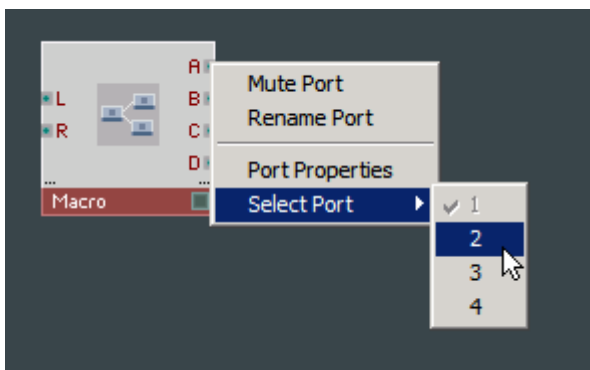 A
L
B
R
C
D
...
...
Macro
Mute Port
Rename Port
Port Properties
Select Port
1
2
3
4